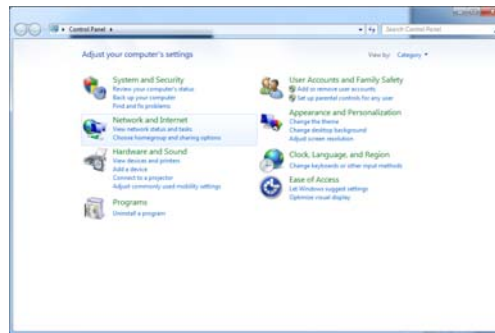 Control Panel
Search Control Panel
Adjust your computer's settings
View by: Category
System and Security
Review your computer's status
Back up your computer
Find and fix problems
Network and Internet
View network status and tasks
Choose homegroup and sharing options
Hardware and Sound
View devices and printers
Add a device
Connect to a projector
Adjust commonly used mobility settings
Programs
Uninstall a program
User Accounts and Family Safety
Add or remove user accounts
Set up parental controls for any user
Appearance and Personalization
Change the theme
Change desktop background
Adjust screen resolution
Clock, Language, and Region
Change keyboards or other input methods
Ease of Access
Let Windows suggest settings
Optimize visual display